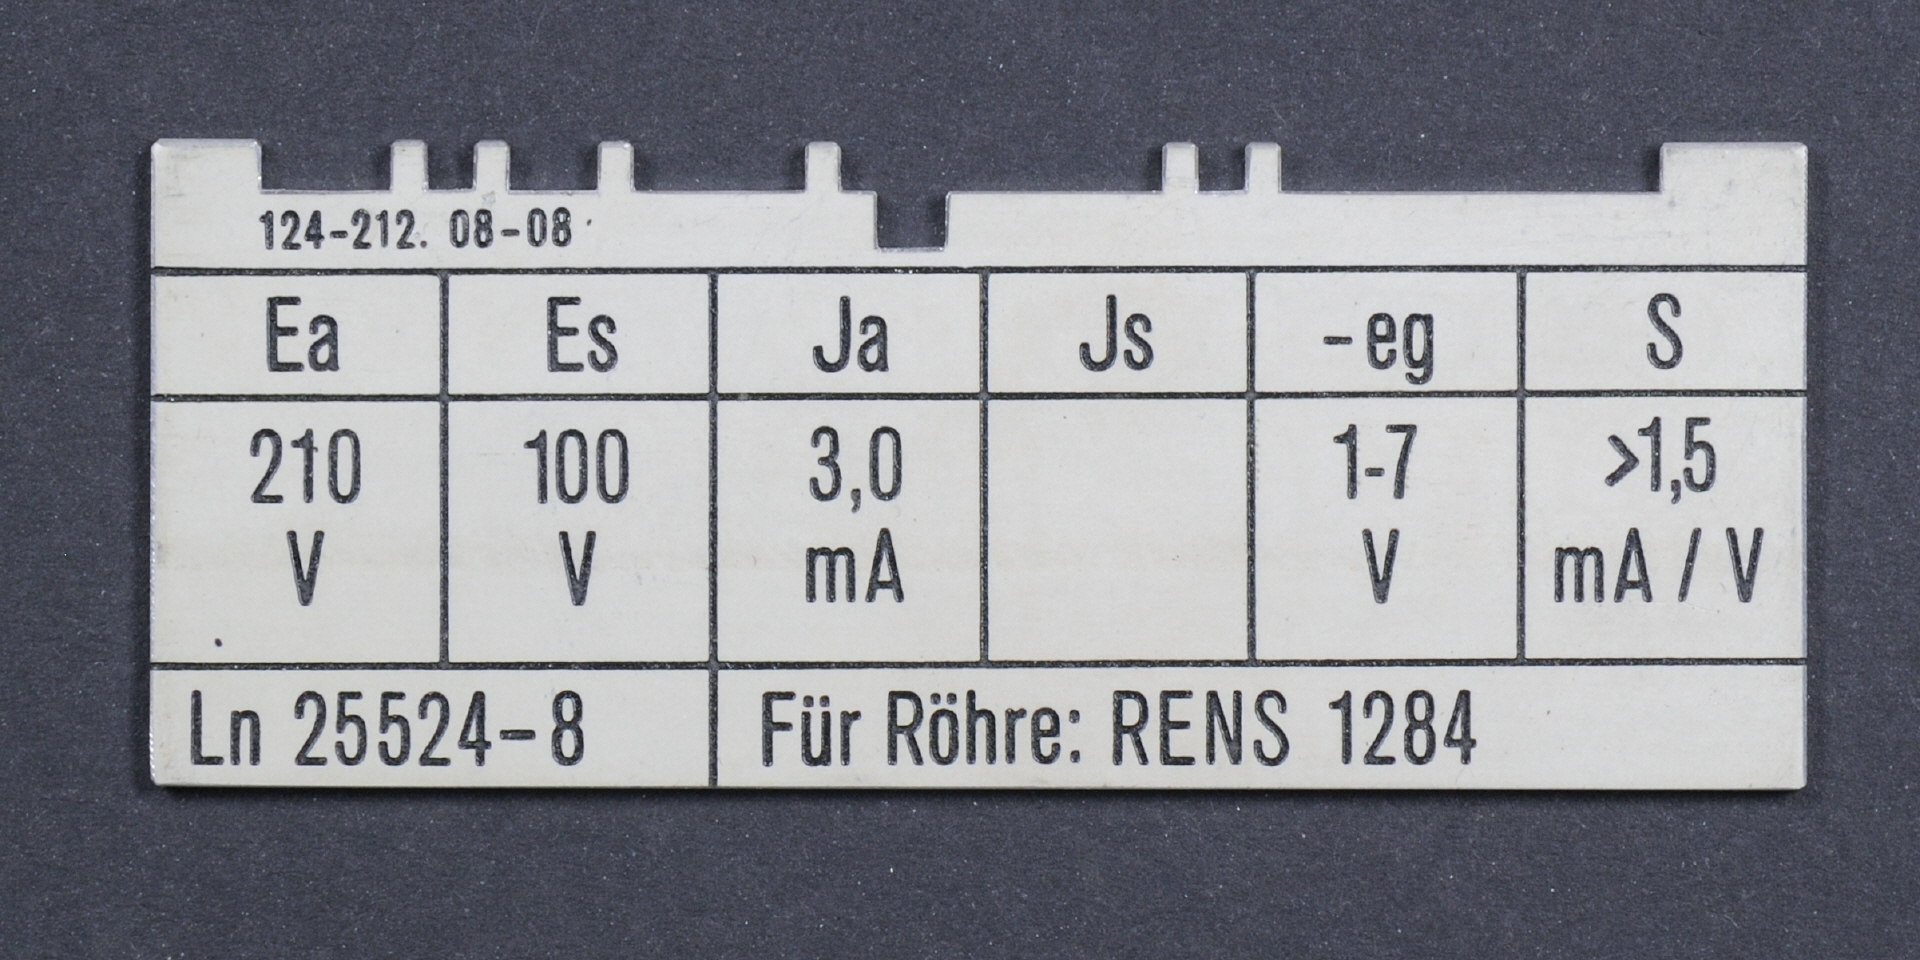 124-212. 08-08
Ea Es Ja Js -eg S
210 100 3,0 1-7 >1,5
V V mA V mA / V
Ln 25524-8 Für Röhre: RENS 1284